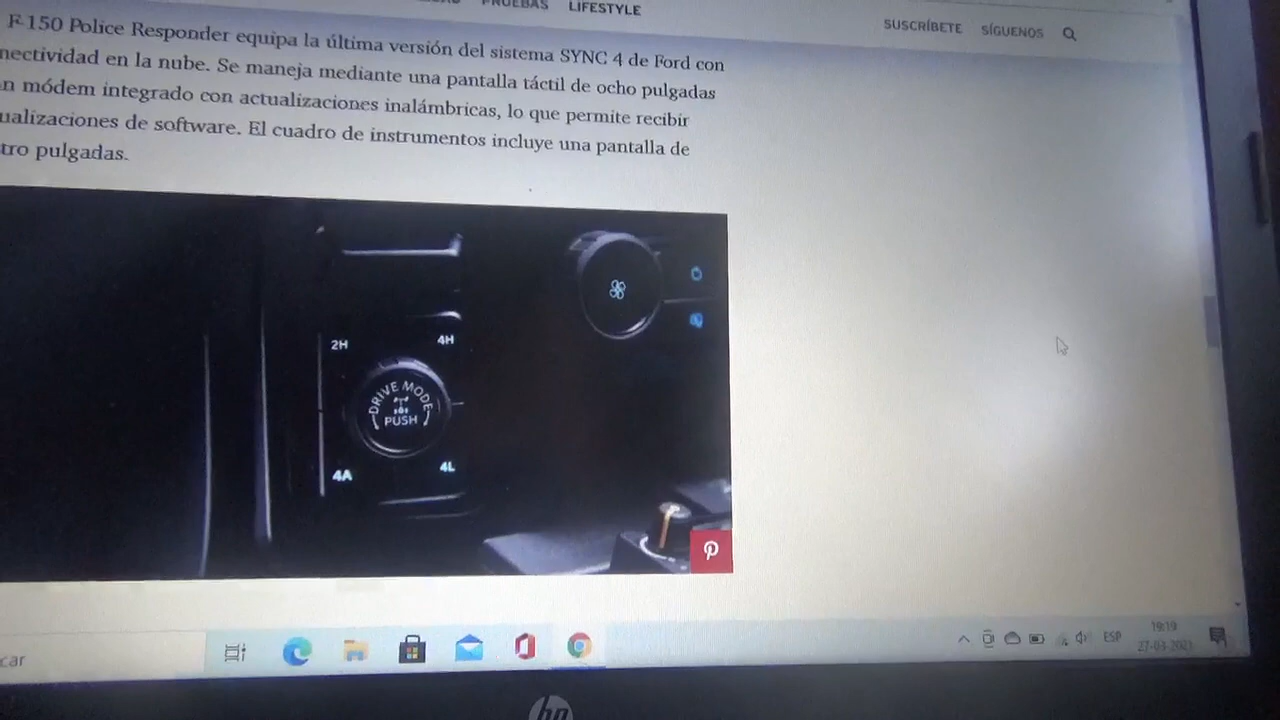 PRUEBAS LIFESTYLE
SUSCRÍBETE SÍGUENOS
F-150 Police Responder equipa la última versión del sistema SYNC 4 de Ford con
nectividad en la nube. Se maneja mediante una pantalla táctil de ocho pulgadas
n módem integrado con actualizaciones inalámbricas, lo que permite recibir
ualizaciones de software. El cuadro de instrumentos incluye una pantalla de
tro pulgadas.
2H 4H
DRIVE MODE
PUSH
4A 4L
car
ESP
19:19
27-03-2021
hp